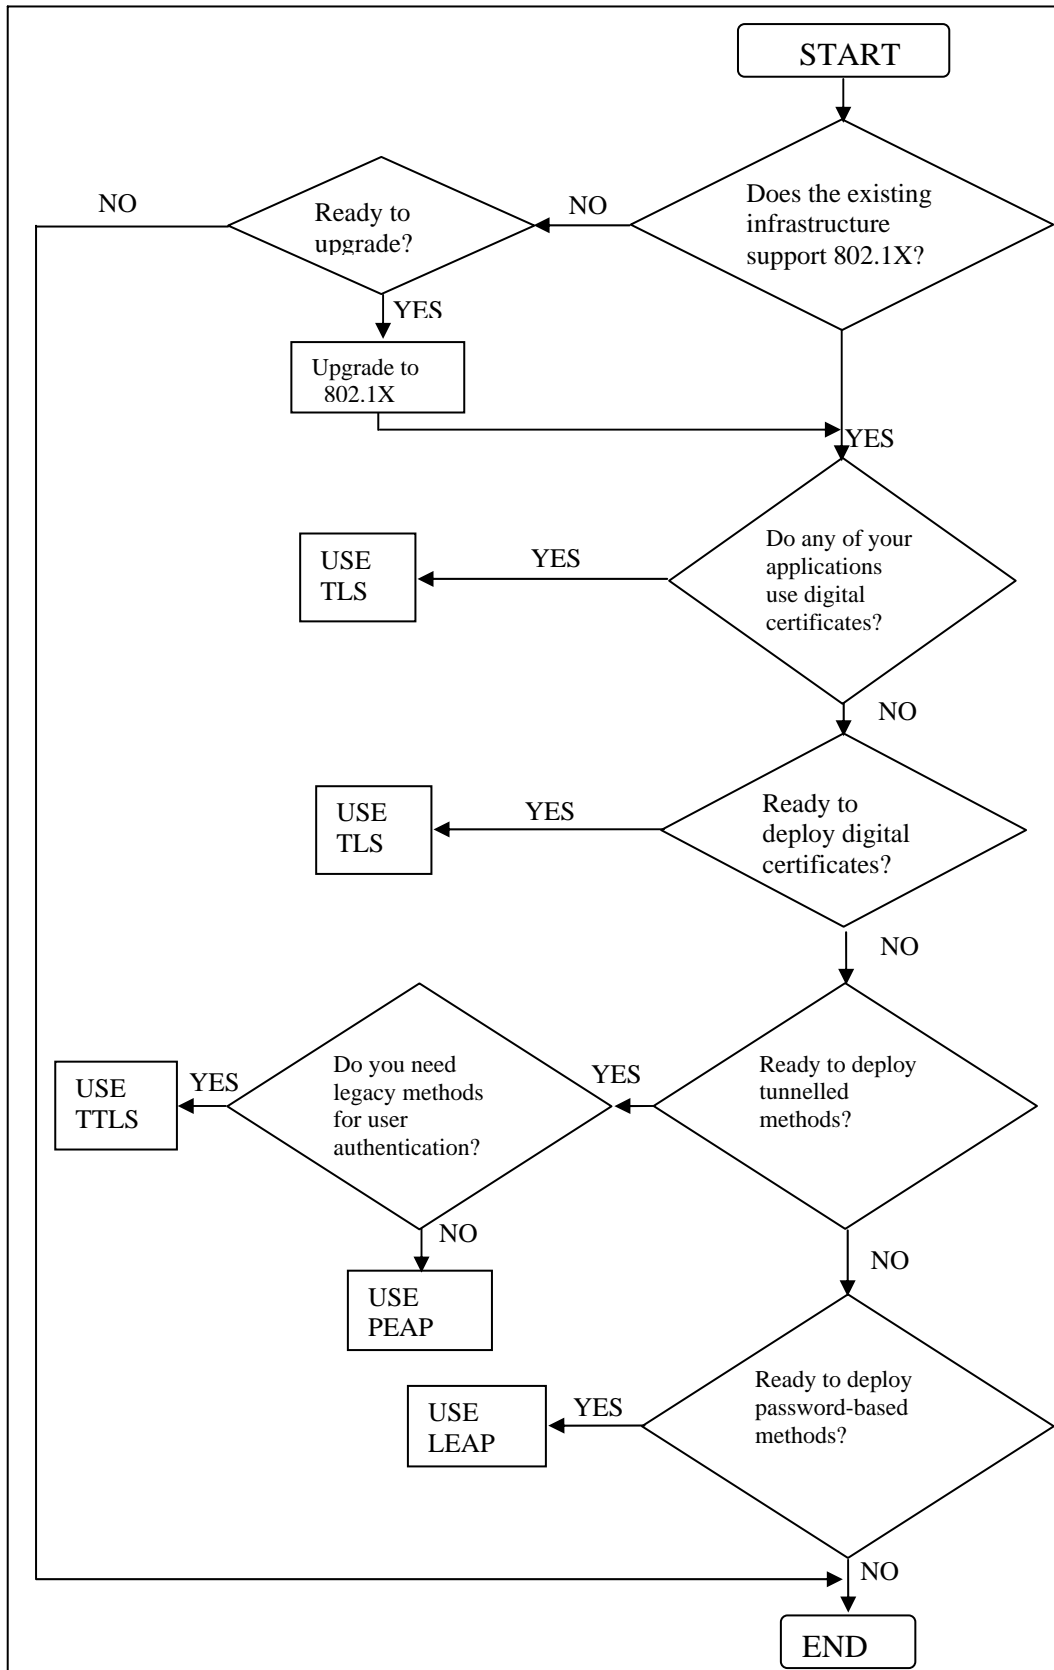 START
Does the existing
infrastructure
support 802.1X?
NO
Ready to
upgrade?
NO
YES
Upgrade to
802.1X
YES
Do any of your
applications
use digital
certificates?
YES
USE
TLS
NO
Ready to
deploy digital
certificates?
YES
USE
TLS
NO
Ready to deploy
tunnelled
methods?
YES
Do you need
legacy methods
for user
authentication?
YES
USE
TTLS
NO
USE
PEAP
NO
Ready to deploy
password-based
methods?
YES
USE
LEAP
NO
END